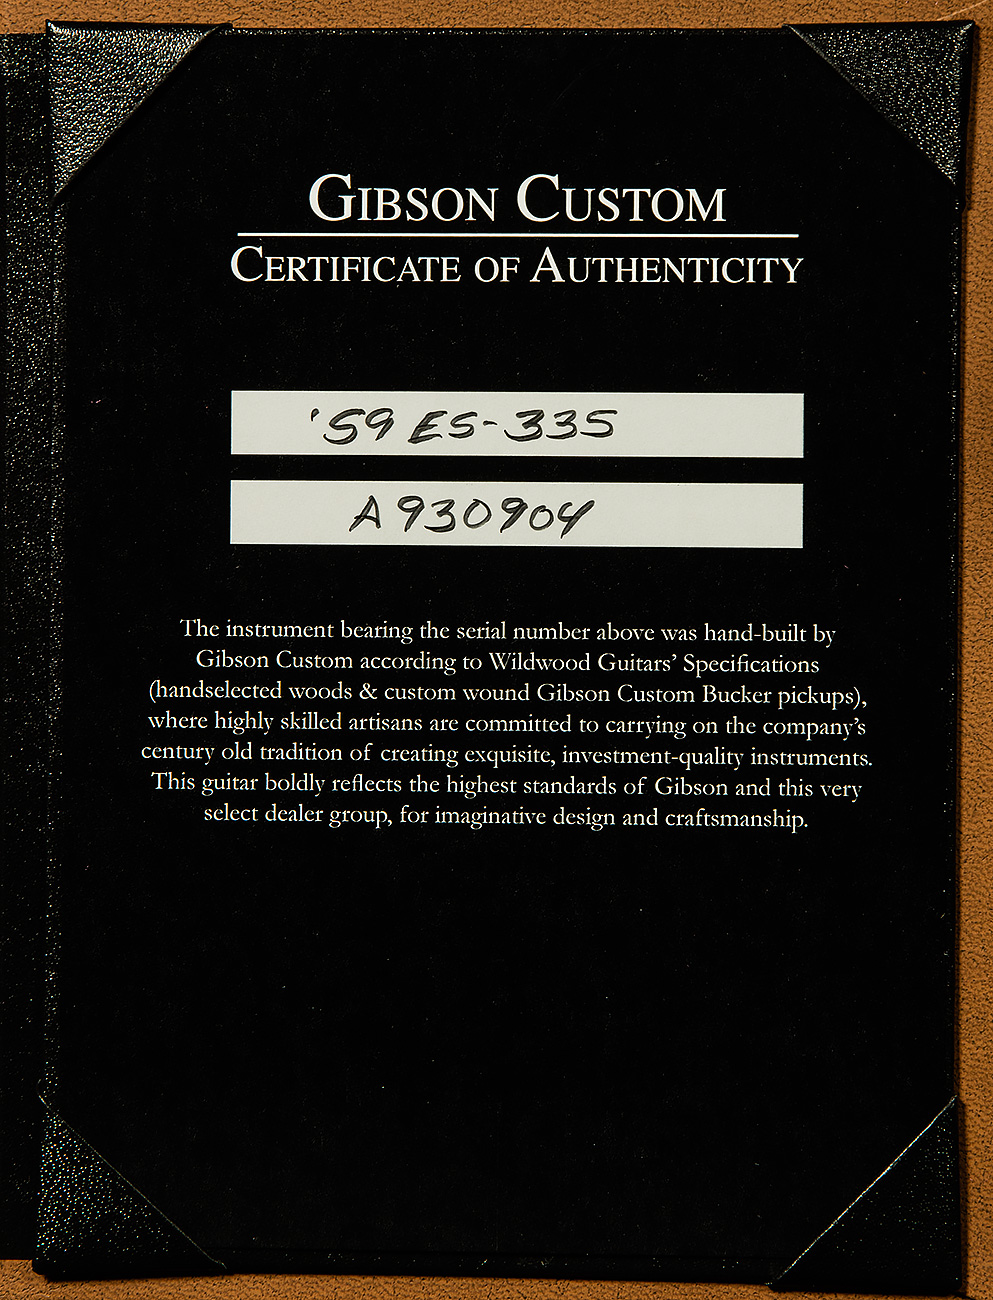 GIBSON CUSTOM
CERTIFICATE OF AUTHENTICITY
'59 ES-335
A930904
The instrument bearing the serial number above was hand-built by
Gibson Custom according to Wildwood Guitars' Specifications
(handselected woods & custom wound Gibson Custom Bucker pickups),
where highly skilled artisans are committed to carrying on the company's
century old tradition of creating exquisite, investment-quality instruments.
This guitar boldly reflects the highest standards of Gibson and this very
select dealer group, for imaginative design and craftsmanship.